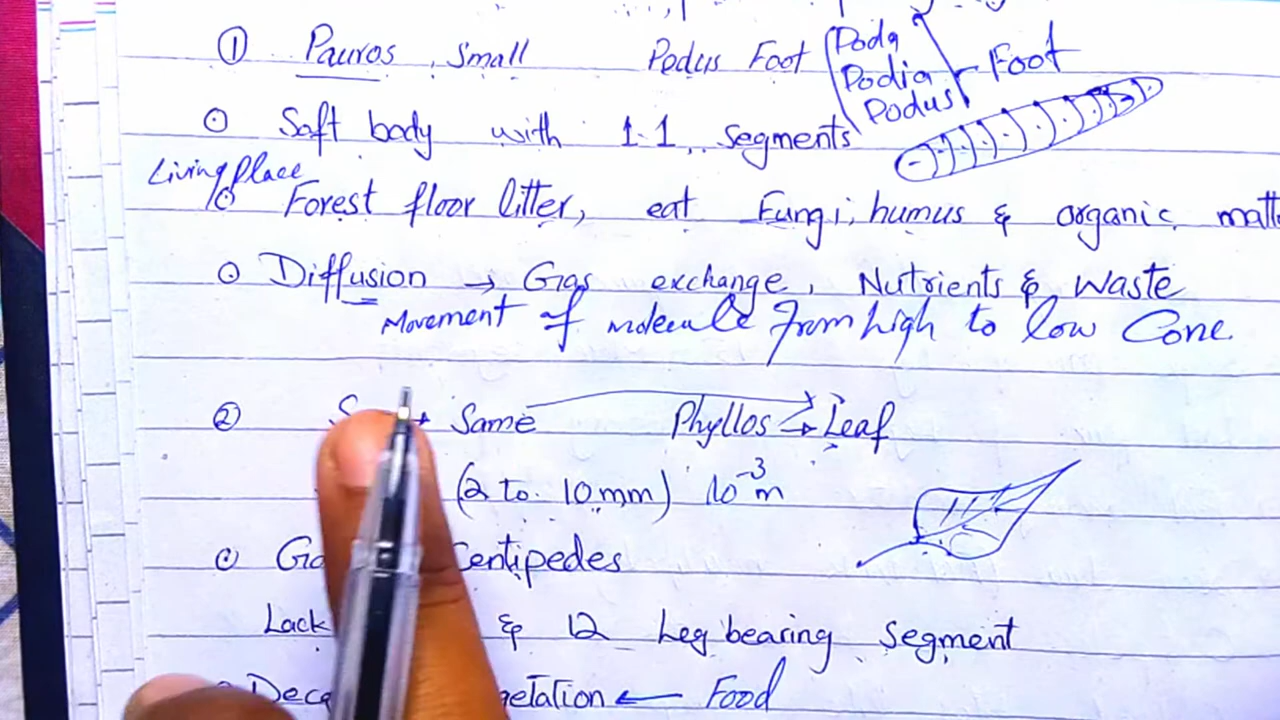 ① Pauros, Small Podus Foot (Poda
Podia Foot
Podus
⊙ Soft body with 11, segments
Living Place
⊙ Forest floor litter, eat Fungi, humus & organic
⊙ Diffusion → Gas exchange, Nutrients & Waste
Movement of molecule from high to low Conc.
② Same Phyllos → Leaf
(2 to 10 mm) 10⁻³m
⊙ Centipedes
Lack & 12 Leg bearing segment
Food